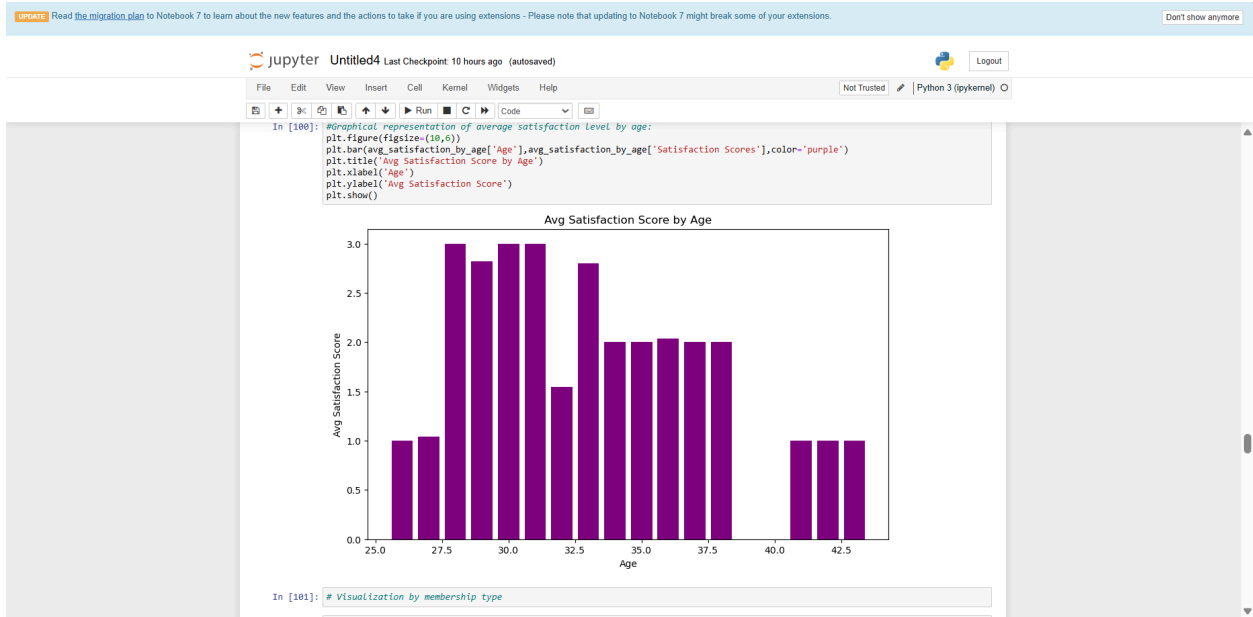 UPDATE Read the migration plan to Notebook 7 to learn about the new features and the actions to take if you are using extensions - Please note that updating to Notebook 7 might break some of your extensions.
Don't show anymore
jupyter Untitled4 Last Checkpoint: 10 hours ago (autosaved)
Logout
File Edit View Insert Cell Kernel Widgets Help
Not Trusted Python 3 (ipykernel)
Run Code
In [100]: #Graphical representation of average satisfaction level by age:
plt.figure(figsize=(10,6))
plt.bar(avg_satisfaction_by_age['Age'],avg_satisfaction_by_age['Satisfaction Scores'],color='purple')
plt.title('Avg Satisfaction Score by Age')
plt.xlabel('Age')
plt.ylabel('Avg Satisfaction Score')
plt.show()
Avg Satisfaction Score by Age
3.0
2.5
2.0
1.5
1.0
0.5
0.0
Avg Satisfaction Score
25.0 27.5 30.0 32.5 35.0 37.5 40.0 42.5
Age
In [101]: # Visualization by membership type